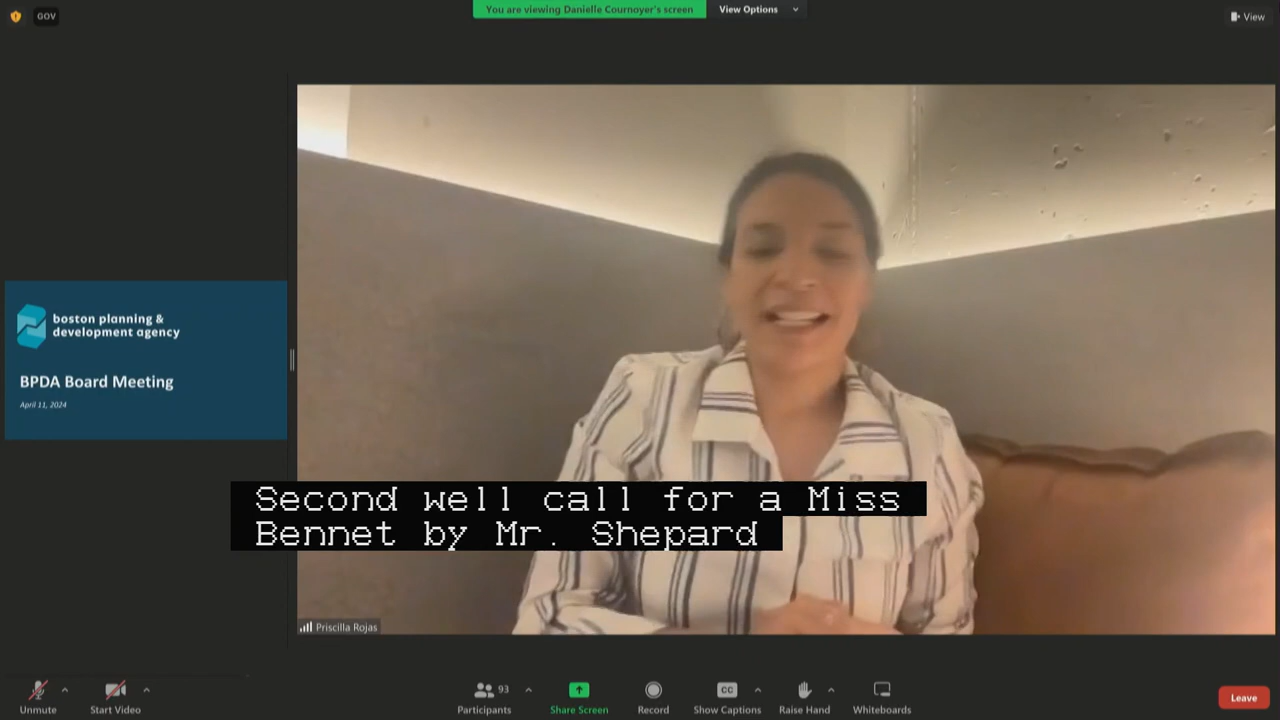 GOV
You are viewing Danielle Cournoyer's screen
View Options
View
boston planning &
development agency
BPDA Board Meeting
April 11, 2024
Second well call for a Miss
Bennet by Mr. Shepard
Priscilla Rojas
Unmute
Start Video
93
Participants
Share Screen
Record
CC
Show Captions
Raise Hand
Whiteboards
Leave